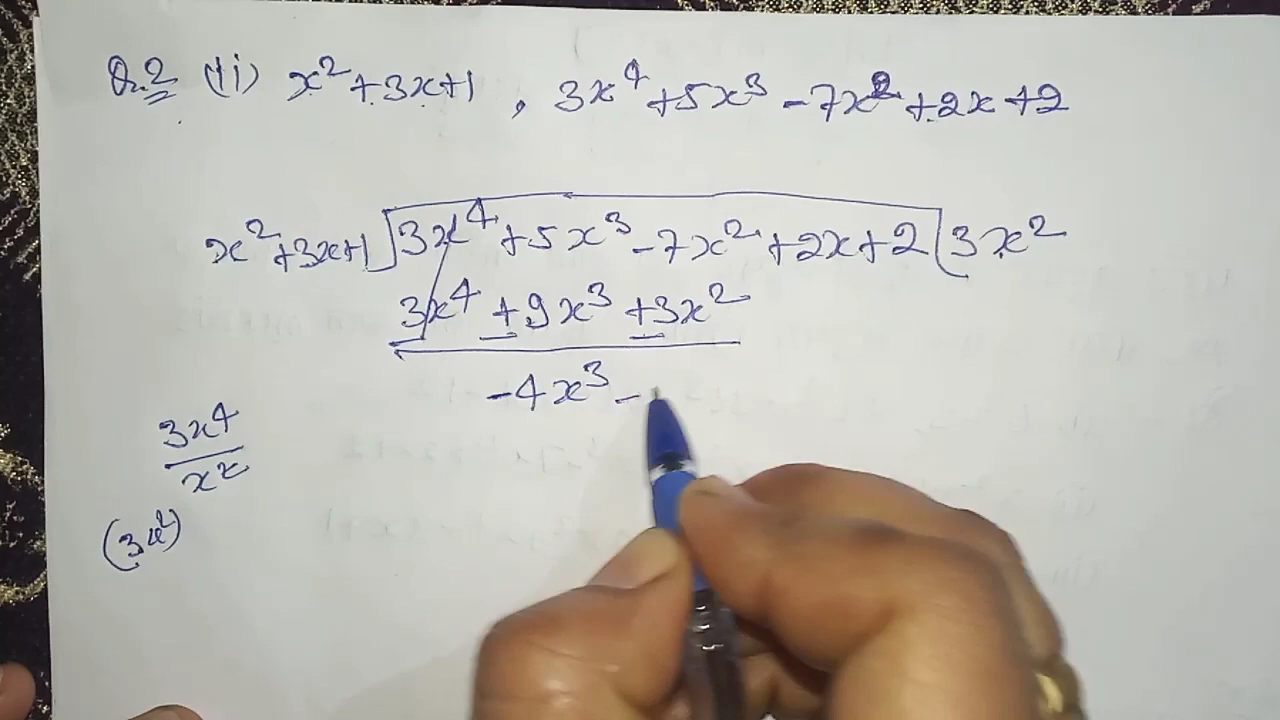 Q.2 (ii) x²+3x+1 , 3x⁴+5x³-7x²+2x+2
x²+3x+1 3x⁴+5x³-7x²+2x+2(3x²
3x⁴+9x³+3x²
-4x³-
3x⁴
x²
(3x²)